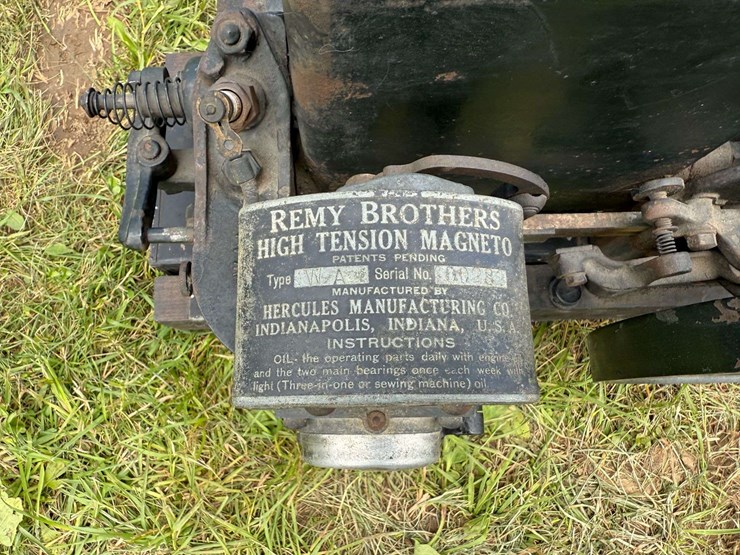 REMY BROTHERS
HIGH TENSION MAGNETO
PATENTS PENDING
Type W A Serial No.
MANUFACTURED BY
HERCULES MANUFACTURING CO.
INDIANAPOLIS, INDIANA, U.S.A.
INSTRUCTIONS
OIL - the operating parts daily with engine oil
and the two main bearings once each week with
light (Three-in-one or sewing machine) oil